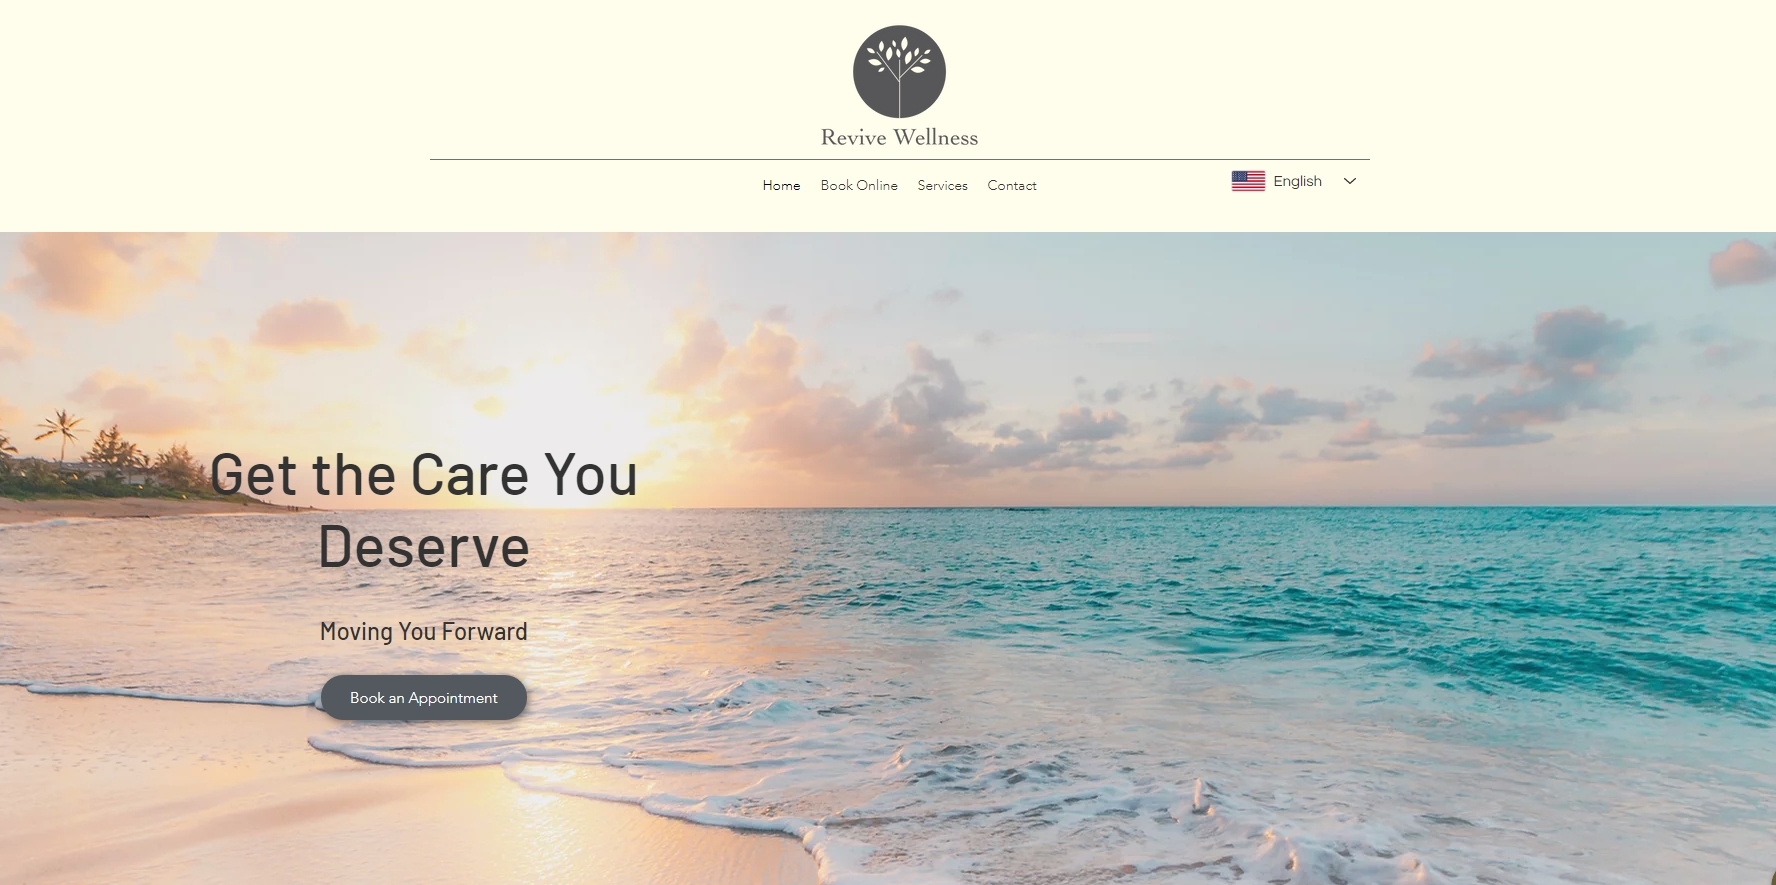 Revive Wellness
Home Book Online Services Contact English
Get the Care You
Deserve
Moving You Forward
Book an Appointment